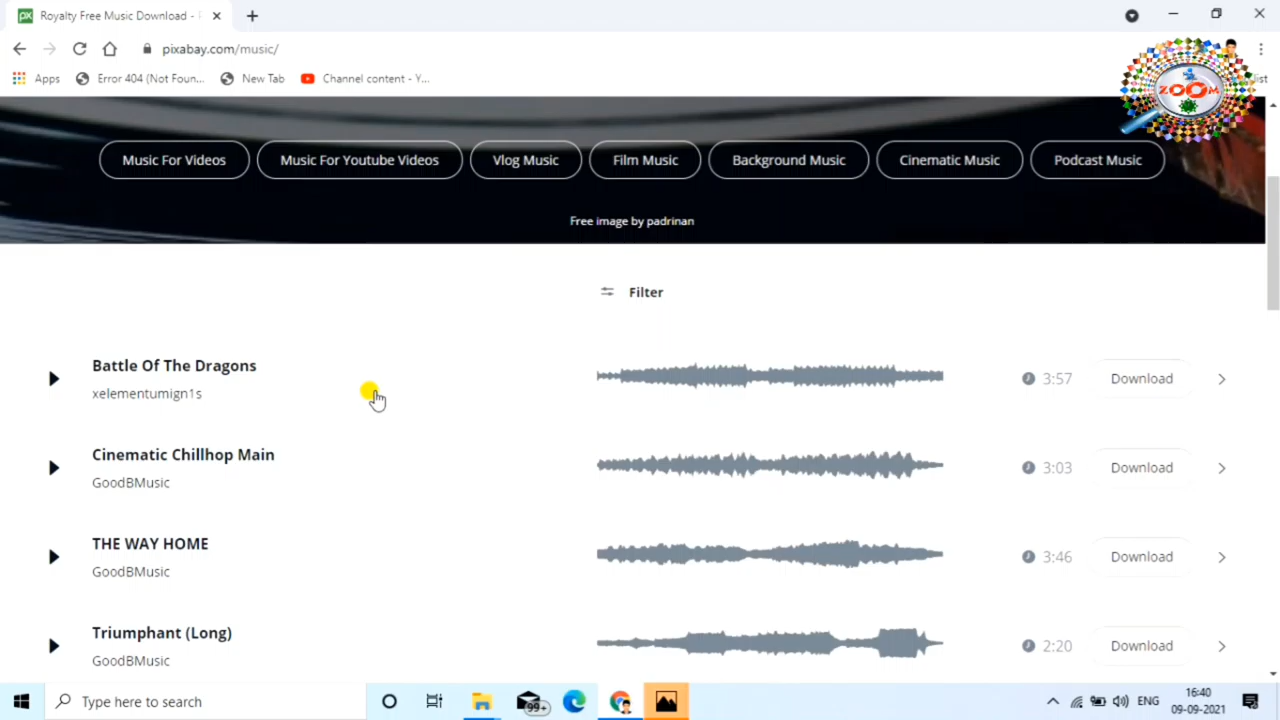 Royalty Free Music Download - P
pixabay.com/music/
Apps
Error 404 (Not Foun...
New Tab
Channel content - Y...
ist
ZOOM
Music For Videos
Music For Youtube Videos
Vlog Music
Film Music
Background Music
Cinematic Music
Podcast Music
Free image by padrinan
Filter
Battle Of The Dragons
xelementumign1s
3:57
Download
Cinematic Chillhop Main
GoodBMusic
3:03
Download
THE WAY HOME
GoodBMusic
3:46
Download
Triumphant (Long)
GoodBMusic
2:20
Download
Type here to search
99+
ENG
16:40
09-09-2021